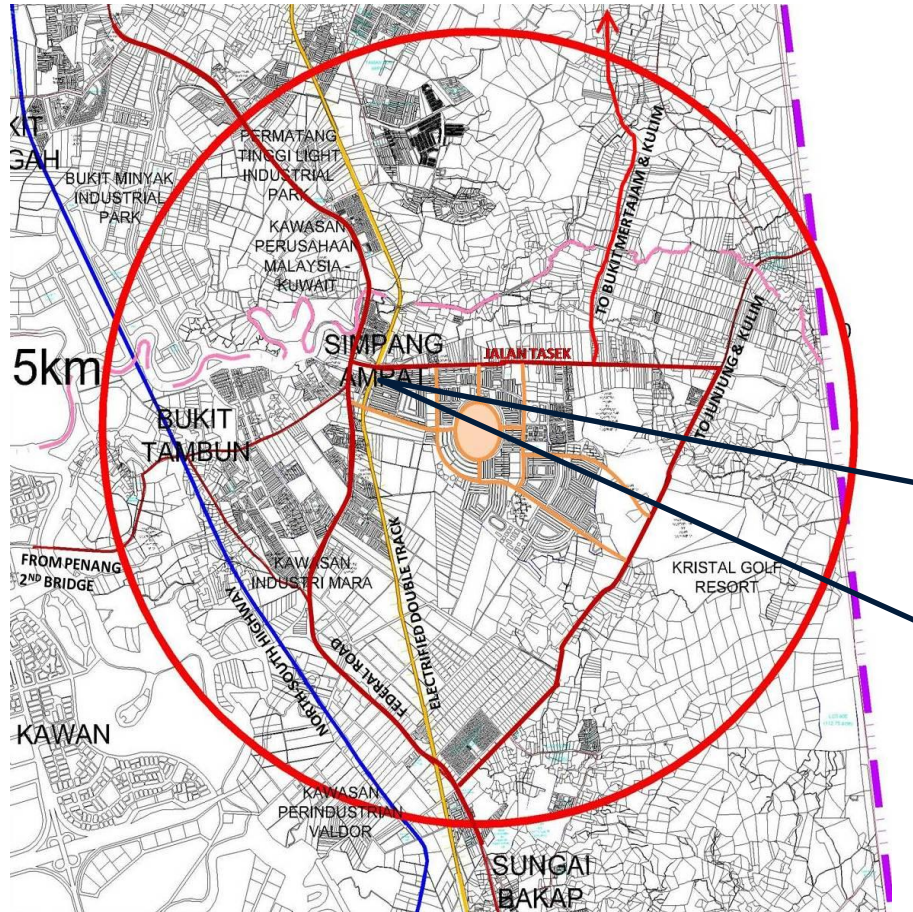 KIT
GAH
BUKIT MINYAK
INDUSTRIAL
PARK
PERMATANG
TINGGI LIGHT
INDUSTRIAL
PARK
KAWASAN
PERUSAHAAN
MALAYSIA -
KUWAIT
TO BUKIT MERTAJAM & KULIM
SIMPANG
AMPAT
JALAN TASEK
TO JUNJUNG & KULIM
5km
BUKIT
TAMBUN
FROM PENANG
2ND BRIDGE
KAWASAN
INDUSTRI MARA
KRISTAL GOLF
RESORT
NORTH-SOUTH HIGHWAY
FEDERAL ROAD
ELECTRIFIED DOUBLE TRACK
KAWAN
KAWASAN
PERINDUSTRIAN
VALDOR
SUNGAI
BAKAP